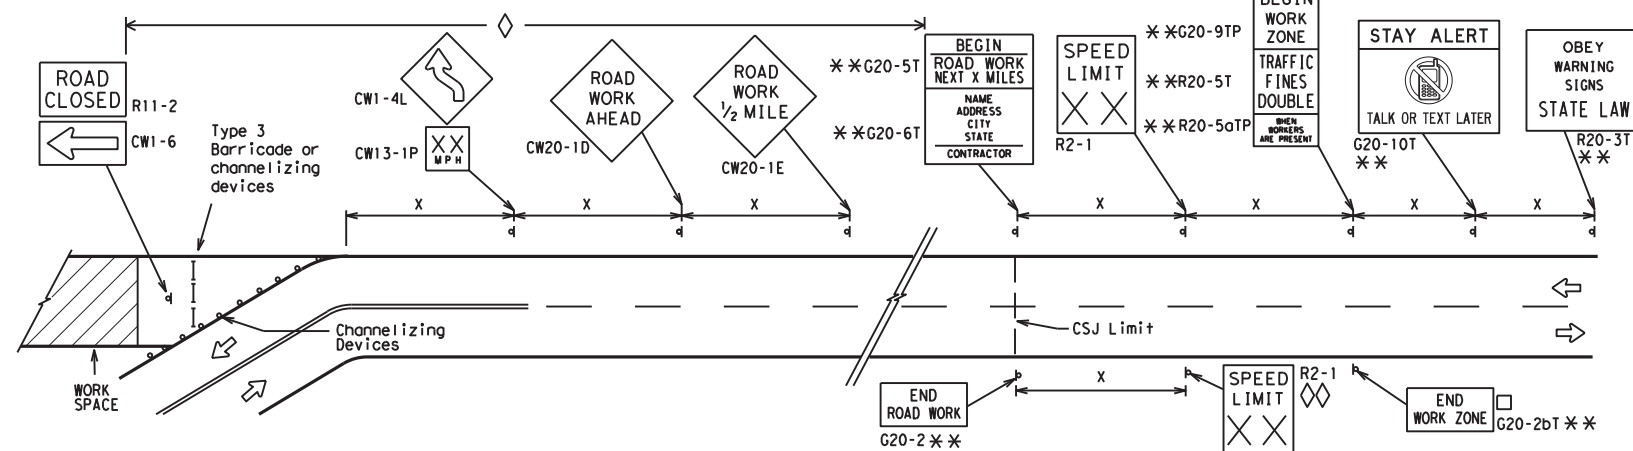 ROAD
CLOSED
R11-2
CW1-6
Type 3
Barricade or
channelizing
devices
CW1-4L
XX
MPH
CW13-1P
ROAD
WORK
AHEAD
CW20-1D
ROAD
WORK
1/2 MILE
CW20-1E
**G20-5T
**G20-6T
BEGIN
ROAD WORK
NEXT X MILES
NAME
ADDRESS
CITY
STATE
CONTRACTOR
SPEED
LIMIT
XX
R2-1
**G20-9TP
**R20-5T
**R20-5aTP
BEGIN
WORK
ZONE
TRAFFIC
FINES
DOUBLE
WHEN
WORKERS
ARE PRESENT
STAY ALERT
TALK OR TEXT LATER
G20-10T
**
OBEY
WARNING
SIGNS
STATE LAW
R20-3T
**
X
X
X
X
X
X
X
Channelizing
Devices
CSJ Limit
WORK
SPACE
END
ROAD WORK
G20-2 **
X
SPEED
LIMIT
XX
R2-1
END
WORK ZONE
G20-2bT **